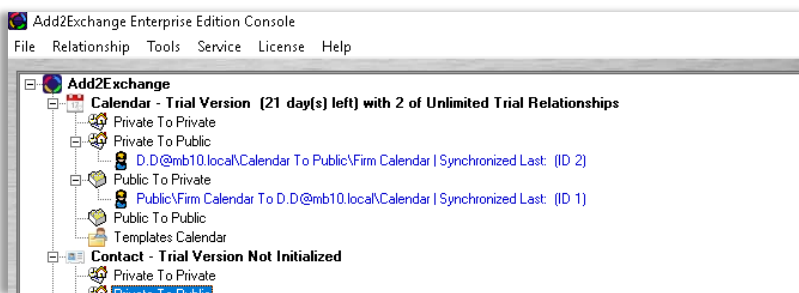 Add2Exchange Enterprise Edition Console
File Relationship Tools Service License Help
Add2Exchange
Calendar - Trial Version (21 day(s) left) with 2 of Unlimited Trial Relationships
Private To Private
Private To Public
D.D@mb10.local\Calendar To Public\Firm Calendar | Synchronized Last: (ID 2)
Public To Private
Public\Firm Calendar To D.D@mb10.local\Calendar | Synchronized Last: (ID 1)
Public To Public
Templates Calendar
Contact - Trial Version Not Initialized
Private To Private
Private To Public